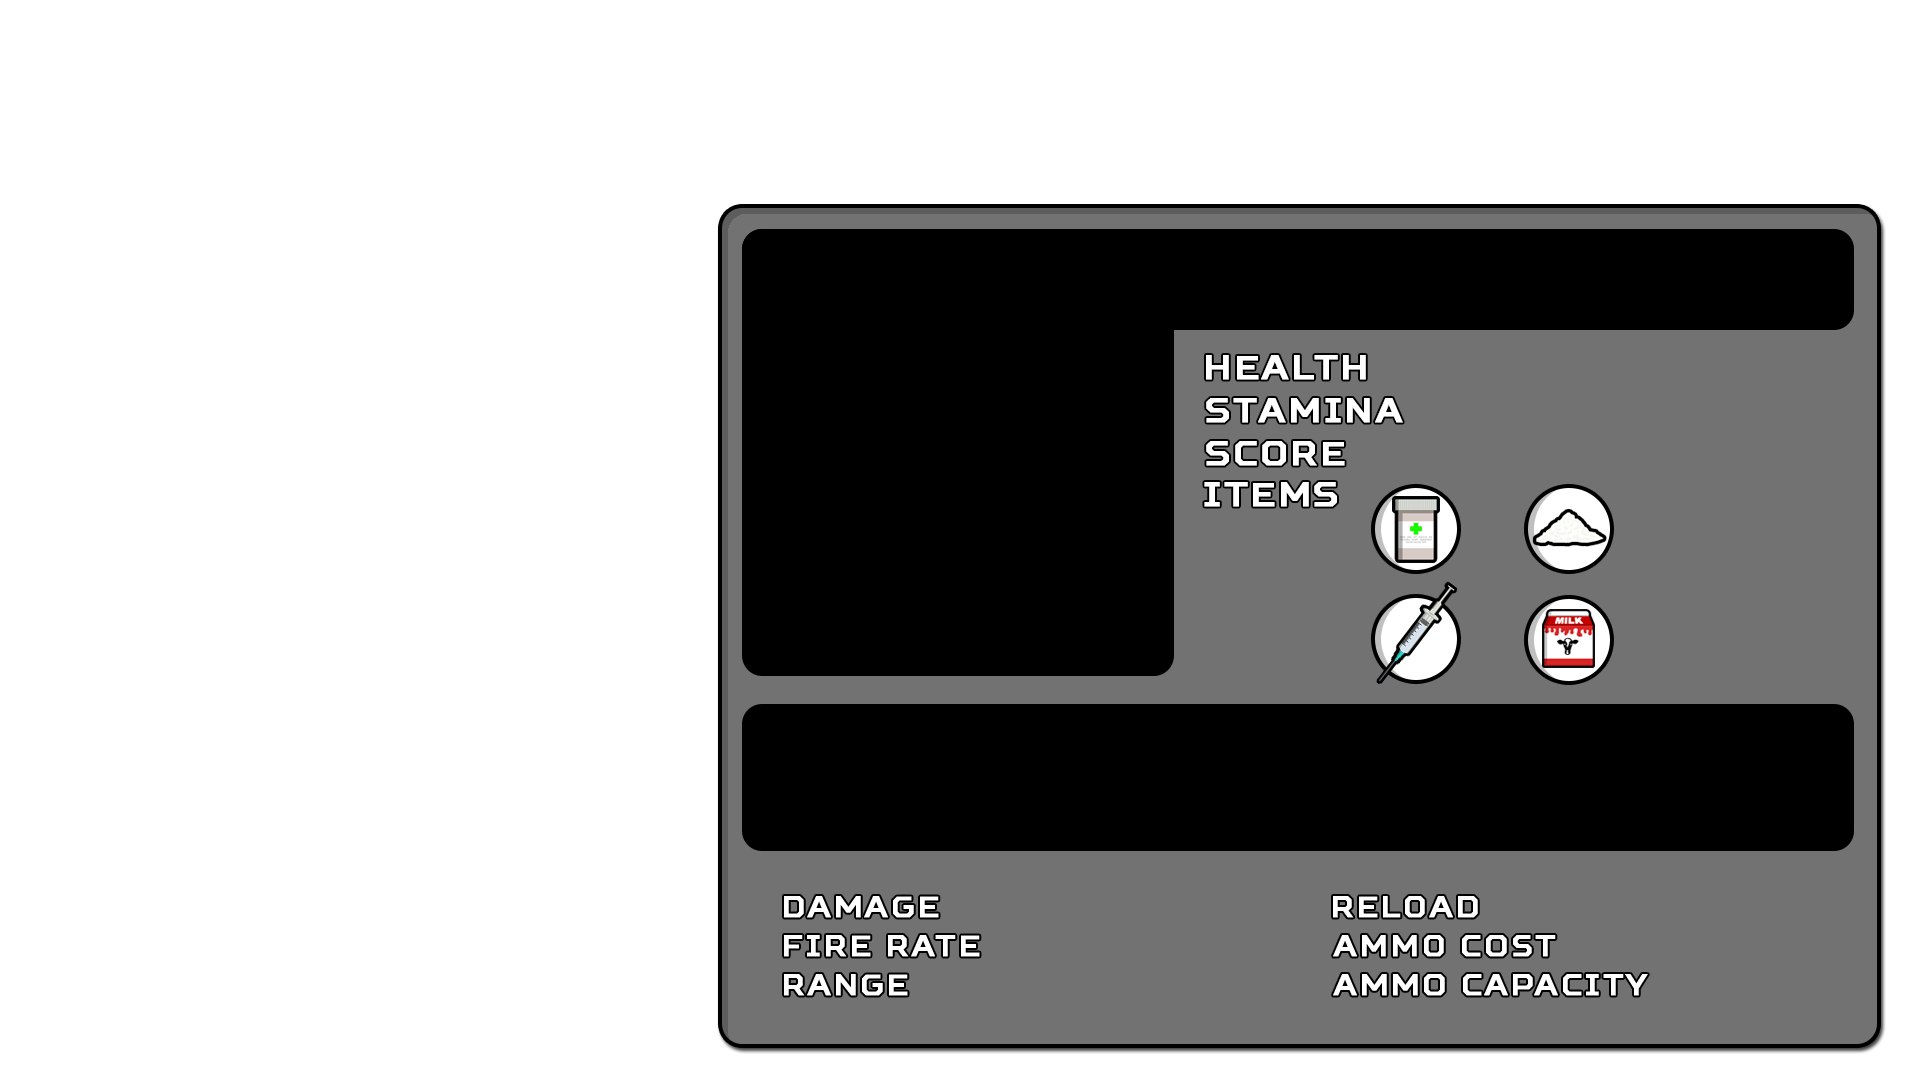 HEALTH
STAMINA
SCORE
ITEMS
MILK
DAMAGE
FIRE RATE
RANGE
RELOAD
AMMO COST
AMMO CAPACITY